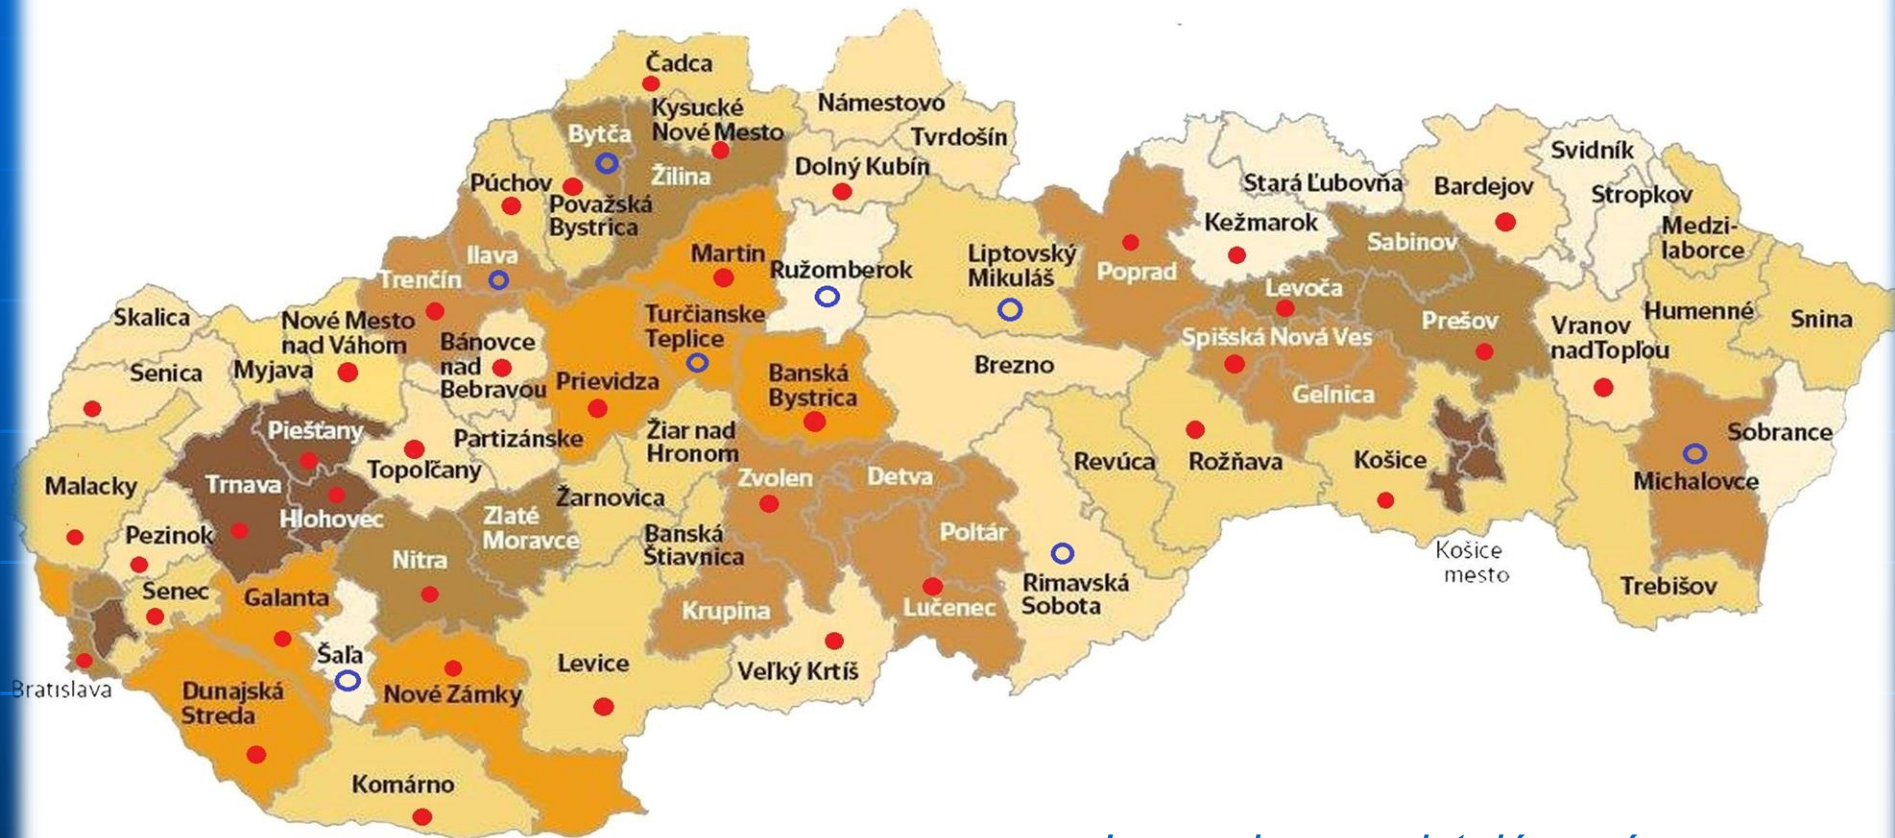 Čadca
Kysucké
Nové Mesto
Bytča
Žilina
Námestovo
Tvrdošín
Dolný Kubín
Púchov
Považská
Bystrica
Ilava
Trenčín
Martin
Ružomberok
Liptovský
Mikuláš
Poprad
Kežmarok
Stará Ľubovňa
Sabinov
Bardejov
Svidník
Stropkov
Medzi-
laborce
Levoča
Spišská Nová Ves
Gelnica
Prešov
Vranov
nadTopľou
Humenné
Snina
Skalica
Senica
Myjava
Nové Mesto
nad Váhom
Bánovce
nad
Bebravou
Prievidza
Turčianske
Teplice
Banská
Bystrica
Brezno
Piešťany
Topoľčany
Partizánske
Žiar nad
Hronom
Žarnovica
Zvolen
Detva
Revúca
Rožňava
Košice
Michalovce
Sobrance
Malacky
Trnava
Hlohovec
Pezinok
Zlaté
Moravce
Nitra
Banská
Štiavnica
Poltár
Košice
mesto
Trebišov
Senec
Galanta
Krupina
Lučenec
Rimavská
Sobota
Šaľa
Levice
Veľký Krtíš
Bratislava
Dunajská
Streda
Nové Zámky
Komárno